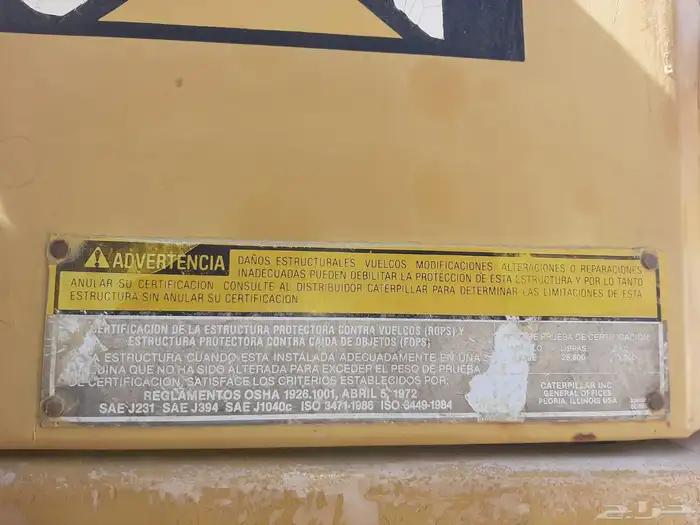 ADVERTENCIA
DAÑOS ESTRUCTURALES, VUELCOS, MODIFICACIONES, ALTERACIONES O REPARACIONES
INADECUADAS PUEDEN DEBILITAR LA PROTECCION DE ESTA ESTRUCTURA Y POR LO TANTO
ANULAR SU CERTIFICACION. CONSULTE AL DISTRIBUIDOR CATERPILLAR PARA DETERMINAR LAS LIMITACIONES DE ESTA
ESTRUCTURA SIN ANULAR SU CERTIFICACION.
CERTIFICACION DE LA ESTRUCTURA PROTECTORA CONTRA VUELCOS (ROPS) Y
ESTRUCTURA PROTECTORA CONTRA CAIDA DE OBJETOS (FOPS)
ESTRUCTURA CUANDO ESTA INSTALADA ADECUADAMENTE EN UNA
QUE NO HA SIDO ALTERADA PARA EXCEDER EL PESO DE PRUEBA
DE CERTIFICACION, SATISFACE LOS CRITERIOS ESTABLECIDOS POR:
REGLAMENTOS OSHA 1926.1001, ABRIL 5, 1972
SAE J231 SAE J394 SAE J1040c ISO 3471-1986 ISO 3449-1984
DE PRUEBA DE CERTIFICACION
LIBRAS
CATERPILLAR INC.
GENERAL OFFICES
PEORIA, ILLINOIS USA
حراج